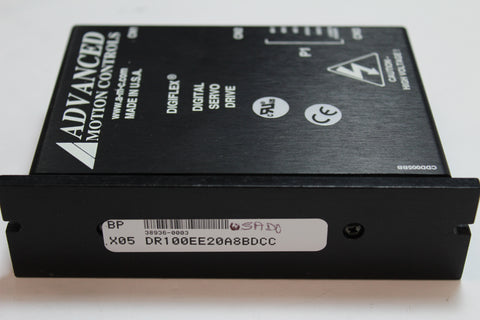 ADVANCED
MOTION CONTROLS
www.a-m-c.com
MADE IN U.S.A.
DIGIFLEX®
DIGITAL
SERVO
DRIVE
P1
CAUTION-
HIGH VOLTAGE!
CE
BP
38936-0003
X05 DR100EE20A8BDCC